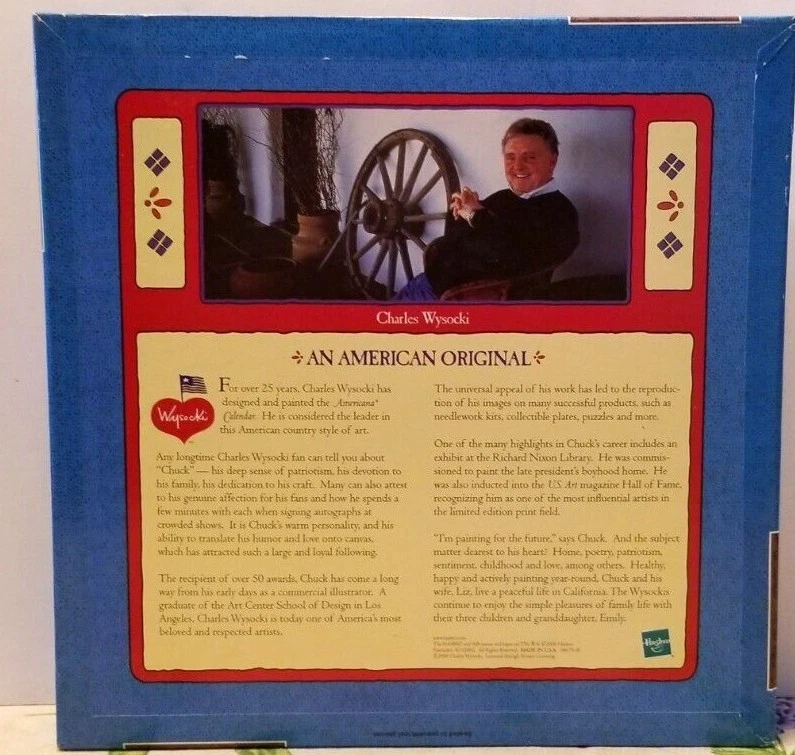 Charles Wysocki
AN AMERICAN ORIGINAL
Wysocki
For over 25 years, Charles Wysocki has
designed and painted the Americana®
Calendar. He is considered the leader in
this American country style of art.
Any longtime Charles Wysocki fan can tell you about
"Chuck" — his deep sense of patriotism, his devotion to
his family, his dedication to his craft. Many can also attest
to his genuine affection for his fans and how he spends a
few minutes with each when signing autographs at
crowded shows. It is Chuck's warm personality, and his
ability to translate his humor and love onto canvas,
which has attracted such a large and loyal following.
The recipient of over 50 awards, Chuck has come a long
way from his early days as a commercial illustrator. A
graduate of the Art Center School of Design in Los
Angeles, Charles Wysocki is today one of America's most
beloved and respected artists.
The universal appeal of his work has led to the reproduc-
tion of his images on many successful products, such as
needlework kits, collectible plates, puzzles and more.
One of the many highlights in Chuck's career includes an
exhibit at the Richard Nixon Library. He was commis-
sioned to paint the late president's boyhood home. He
was also inducted into the US Art magazine Hall of Fame,
recognizing him as one of the most influential artists in
the limited edition print field.
"I'm painting for the future," says Chuck. And the subject
matter dearest to his heart? Home, poetry, patriotism,
sentiment, childhood and love, among others. Healthy,
happy and actively painting year-round, Chuck and his
wife, Liz, live a peaceful life in California. The Wysockis
continue to enjoy the simple pleasures of family life with
their three children and granddaughter, Emily.
All Rights Reserved. MADE IN U.S.A.
Hasbro